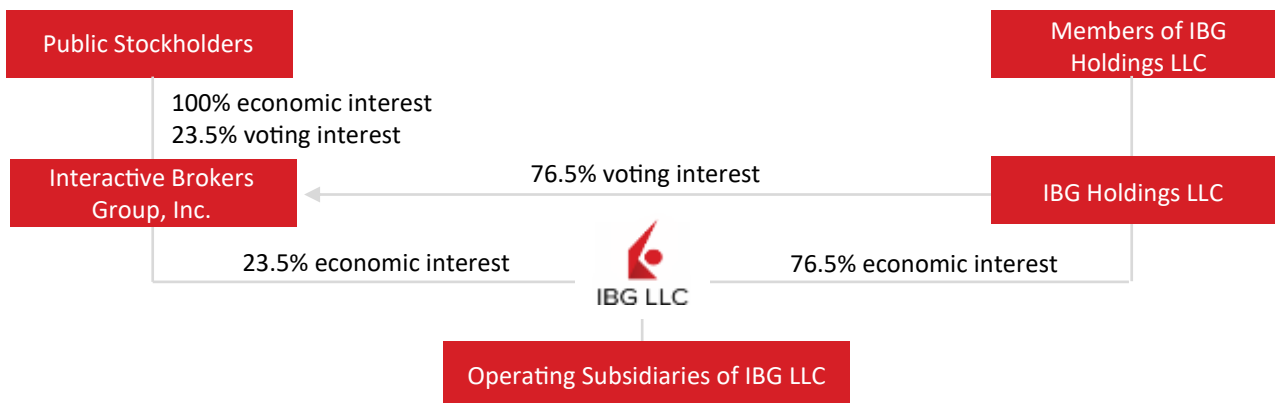 Public Stockholders
Members of IBG
Holdings LLC
100% economic interest
23.5% voting interest
Interactive Brokers
Group, Inc.
76.5% voting interest
IBG Holdings LLC
23.5% economic interest
76.5% economic interest
IBG LLC
Operating Subsidiaries of IBG LLC